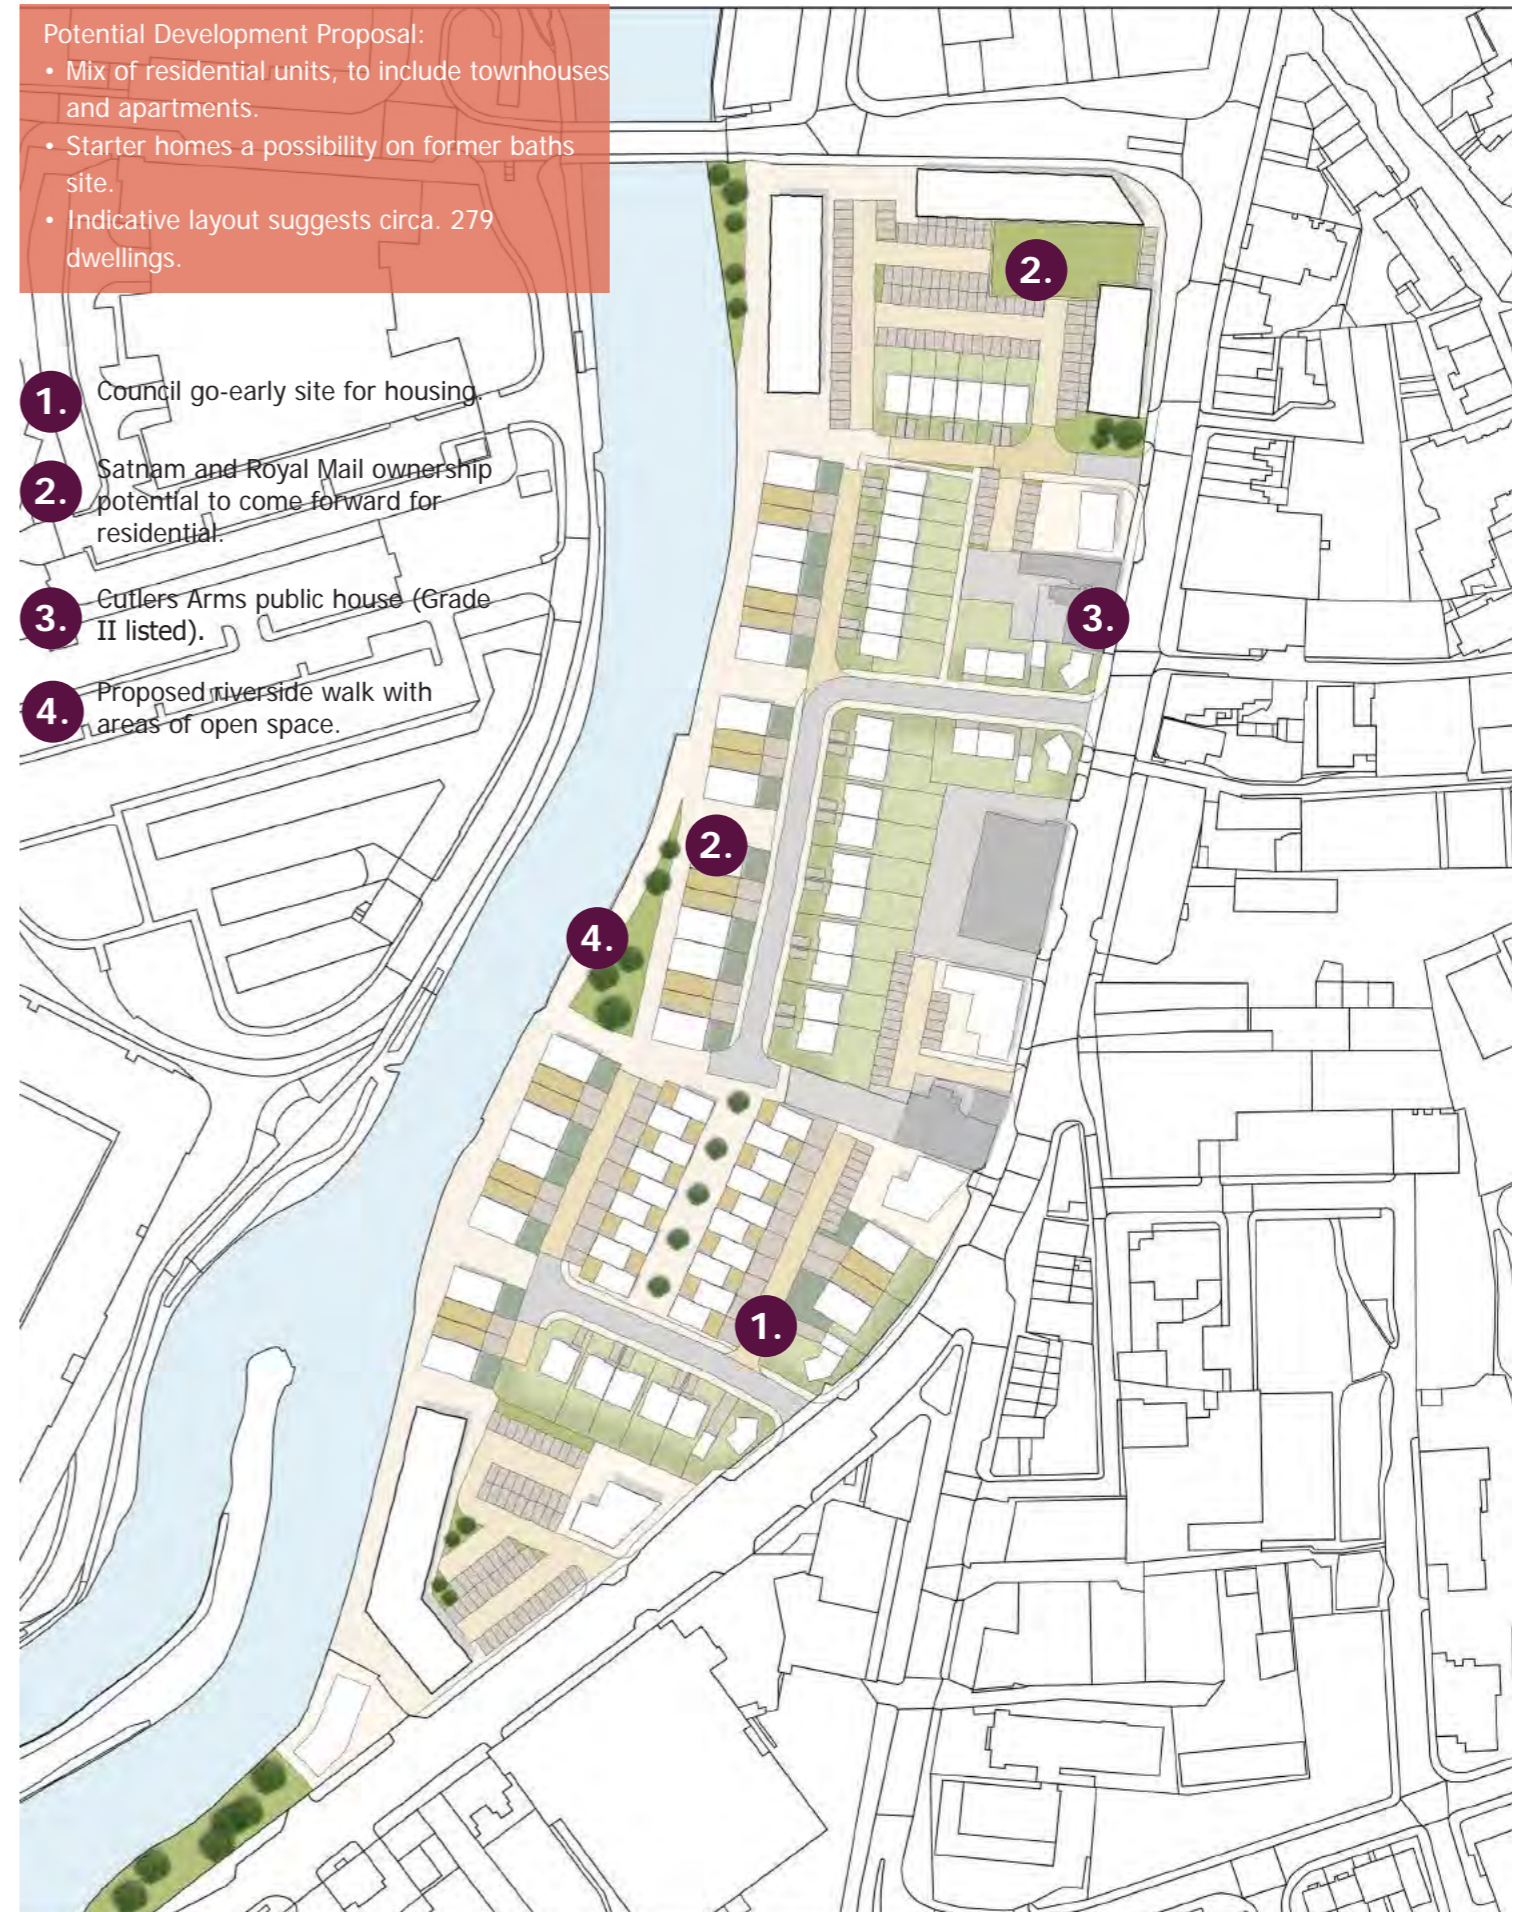 Potential Development Proposal:
• Mix of residential units, to include townhouses
and apartments.
• Starter homes a possibility on former baths
site.
• Indicative layout suggests circa. 279
dwellings.
1. Council go-early site for housing.
2. Satnam and Royal Mail ownership
potential to come forward for
residential.
3. Cutlers Arms public house (Grade
II listed).
4. Proposed riverside walk with
areas of open space.
2.
3.
2.
4.
1.